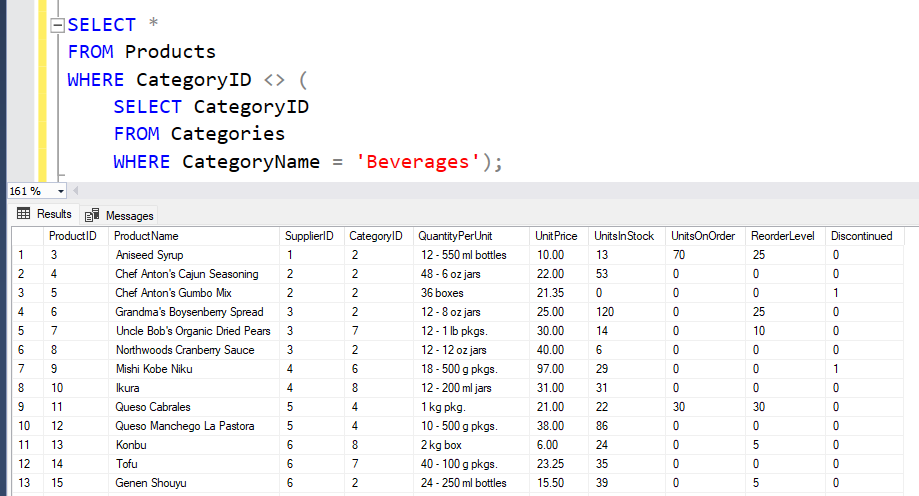 SELECT *
FROM Products
WHERE CategoryID <> (
SELECT CategoryID
FROM Categories
WHERE CategoryName = 'Beverages');
161 %
Results Messages
ProductID ProductName SupplierID CategoryID QuantityPerUnit UnitPrice UnitsInStock UnitsOnOrder ReorderLevel Discontinued
1 3 Aniseed Syrup 1 2 12 - 550 ml bottles 10.00 13 70 25 0
2 4 Chef Anton's Cajun Seasoning 2 2 48 - 6 oz jars 22.00 53 0 0 0
3 5 Chef Anton's Gumbo Mix 2 2 36 boxes 21.35 0 0 0 1
4 6 Grandma's Boysenberry Spread 3 2 12 - 8 oz jars 25.00 120 0 25 0
5 7 Uncle Bob's Organic Dried Pears 3 7 12 - 1 lb pkgs. 30.00 14 0 10 0
6 8 Northwoods Cranberry Sauce 3 2 12 - 12 oz jars 40.00 6 0 0 0
7 9 Mishi Kobe Niku 4 6 18 - 500 g pkgs. 97.00 29 0 0 1
8 10 Ikura 4 8 12 - 200 ml jars 31.00 31 0 0 0
9 11 Queso Cabrales 5 4 1 kg pkg. 21.00 22 30 30 0
10 12 Queso Manchego La Pastora 5 4 10 - 500 g pkgs. 38.00 86 0 0 0
11 13 Konbu 6 8 2 kg box 6.00 24 0 5 0
12 14 Tofu 6 7 40 - 100 g pkgs. 23.25 35 0 0 0
13 15 Genen Shouyu 6 2 24 - 250 ml bottles 15.50 39 0 5 0